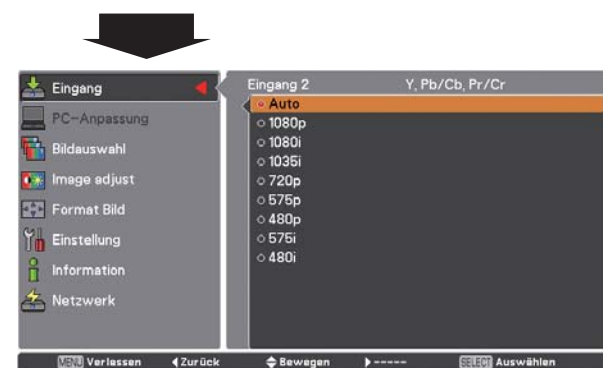 Eingang
PC-Anpassung
Bildauswahl
Image adjust
Format Bild
Einstellung
Information
Netzwerk
Eingang 2 Y, Pb/Cb, Pr/Cr
Auto
1080p
1080i
1035i
720p
575p
480p
575i
480i
MENU Verlassen Zurück Bewegen ----- SELECT Auswählen